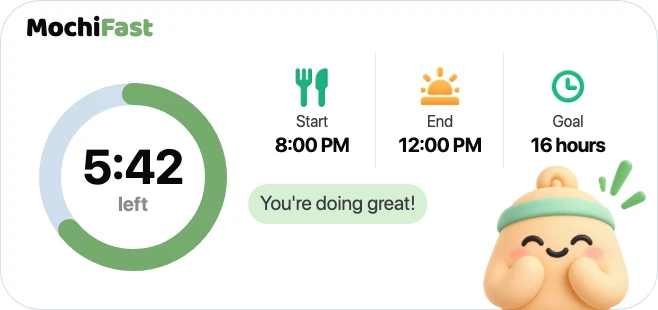 MochiFast
5:42
left
Start
8:00 PM
End
12:00 PM
Goal
16 hours
You're doing great!